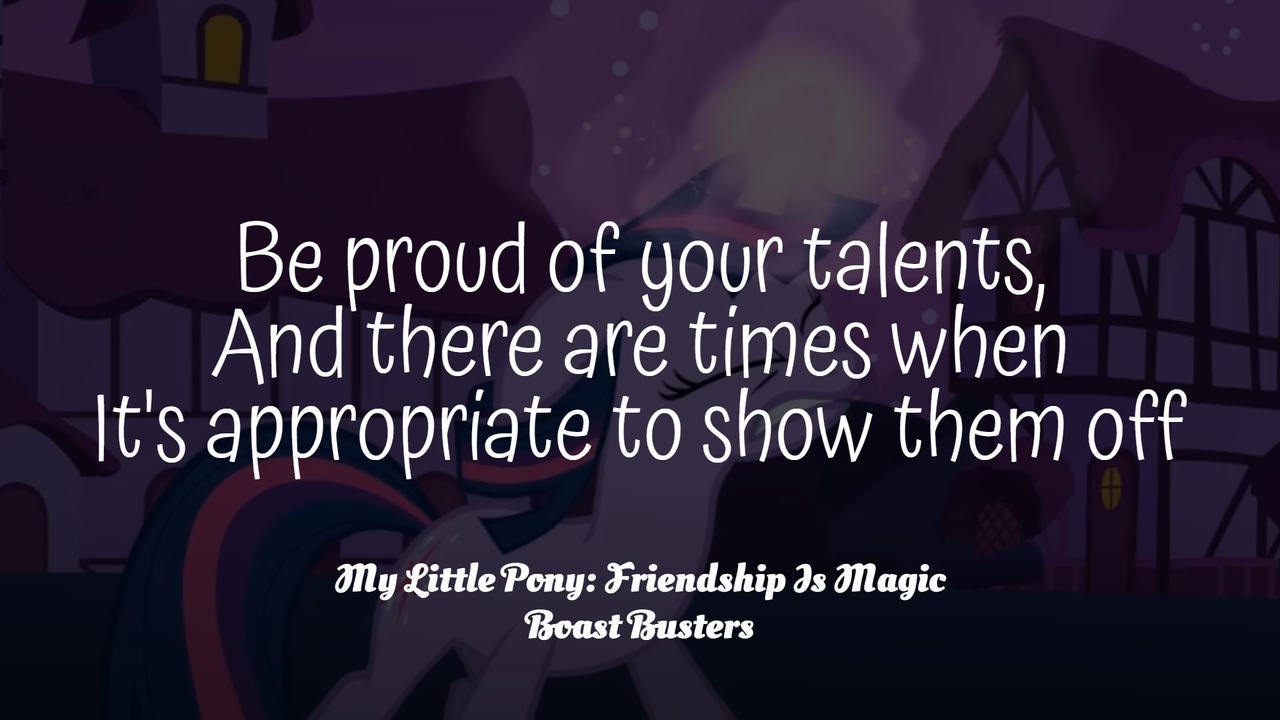 Be proud of your talents,
And there are times when
It's appropriate to show them off
My Little Pony: Friendship Is Magic
Boast Busters